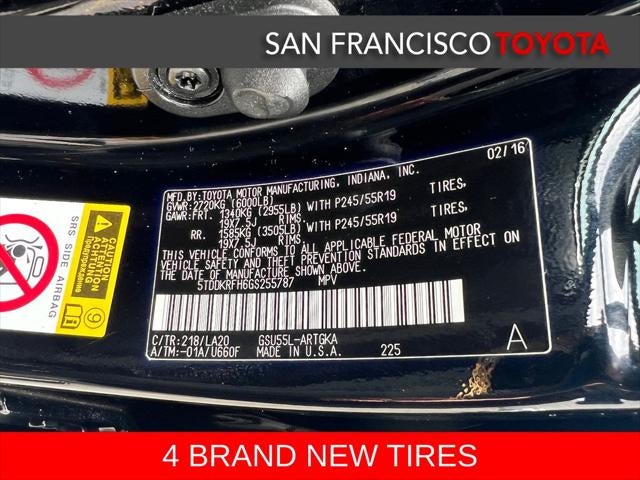 SAN FRANCISCO TOYOTA
MFD. BY: TOYOTA MOTOR MANUFACTURING, INDIANA, INC. 02/16
GVWR: 2720KG (6000LB)
GAWR: FRT. 1340KG (2955LB) WITH P245/55R19 TIRES,
19X7.5J RIMS.
RR. 1585KG (3505LB) WITH P245/55R19 TIRES,
19X7.5J RIMS.
THIS VEHICLE CONFORMS TO ALL APPLICABLE FEDERAL MOTOR
VEHICLE SAFETY AND THEFT PREVENTION STANDARDS IN EFFECT ON
THE DATE OF MANUFACTURE SHOWN ABOVE.
5TDDKRFH6GS255787 MPV
C/TR: 218/LA20 GSU55L-ARTGKA
A/TM: -01A/U660F MADE IN U.S.A. 225 A
SRS SIDE AIRBAG
CAUTION
ATTENTION
ACHTUNG
Предупреждение
9
4 BRAND NEW TIRES